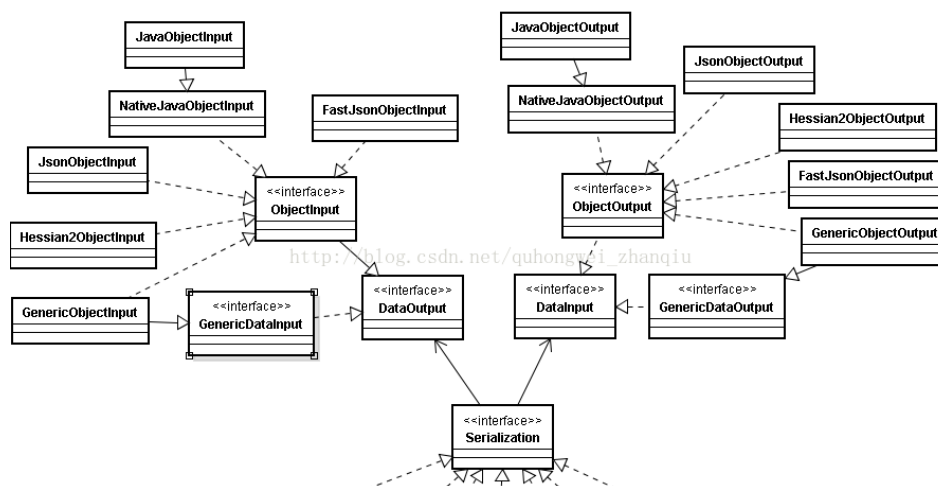 JavaObjectInput
JavaObjectOutput
JsonObjectOutput
NativeJavaObjectInput
FastJsonObjectInput
NativeJavaObjectOutput
Hessian2ObjectOutput
JsonObjectInput
<<interface>>
ObjectInput
<<interface>>
ObjectOutput
FastJsonObjectOutput
Hessian2ObjectInput
GenericObjectOutput
http://blog.csdn.net/quhongwei_zhanqiu
GenericObjectInput
<<interface>>
GenericDataInput
<<interface>>
DataOutput
<<interface>>
DataInput
<<interface>>
GenericDataOutput
<<interface>>
Serialization